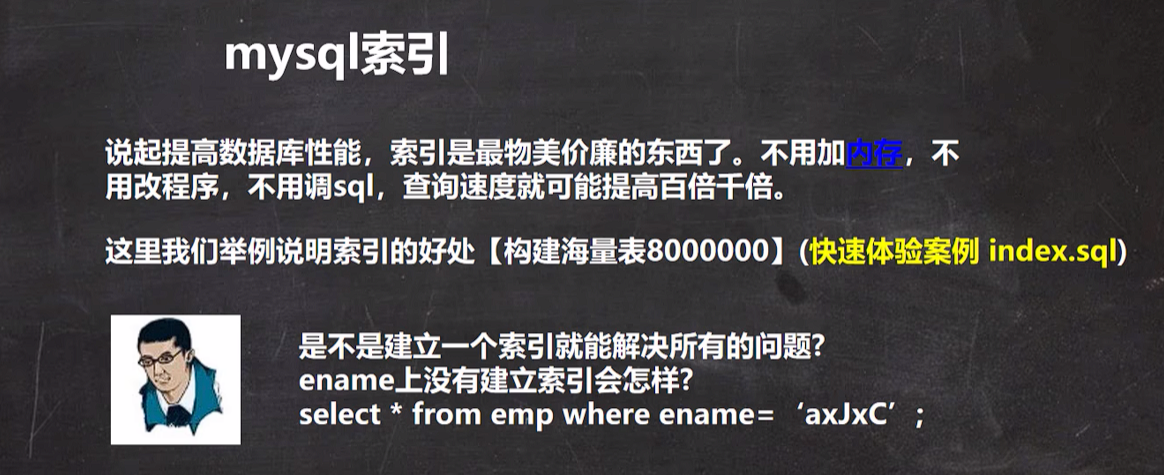 mysql索引
说起提高数据库性能，索引是最物美价廉的东西了。不用加内存，不
用改程序，不用调sql，查询速度就可能提高百倍千倍。
这里我们举例说明索引的好处【构建海量表8000000】(快速体验案例 index.sql)
是不是建立一个索引就能解决所有的问题?
ename上没有建立索引会怎样?
select * from emp where ename=‘axJxC’;